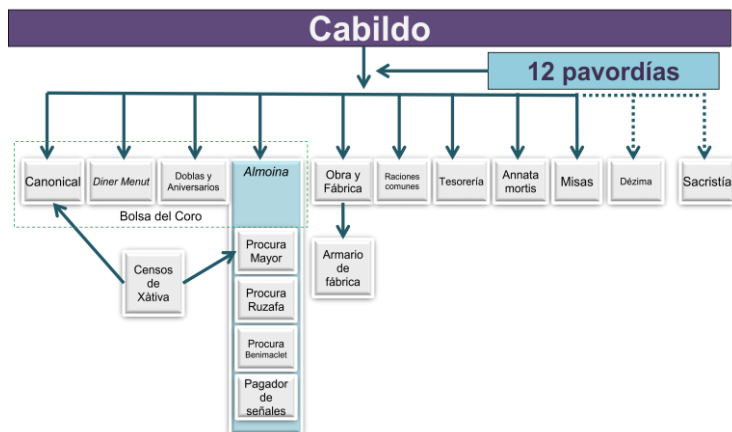 Cabildo
12 pavordías
Canonical
Diner Menut
Doblas y
Aniversarios
Almoina
Obra y
Fábrica
Raciones
comunes
Tesorería
Annata
mortis
Misas
Dézima
Sacristía
Bolsa del Coro
Censos
de
Xàtiva
Procura
Mayor
Armario
de
fábrica
Procura
Ruzafa
Procura
Benimaclet
Pagador
de
señales